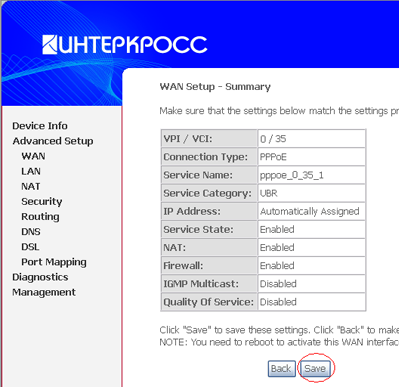 ИНТЕРКРОСС
WAN Setup - Summary
Make sure that the settings below match the settings
Device Info
Advanced Setup
WAN
LAN
NAT
Security
Routing
DNS
DSL
Port Mapping
Diagnostics
Management
VPI / VCI: 0 / 35
Connection Type: PPPoE
Service Name: pppoe_0_35_1
Service Category: UBR
IP Address: Automatically Assigned
Service State: Enabled
NAT: Enabled
Firewall: Enabled
IGMP Multicast: Disabled
Quality Of Service: Disabled
Click "Save" to save these settings. Click "Back" to make
NOTE: You need to reboot to activate this WAN
Back Save